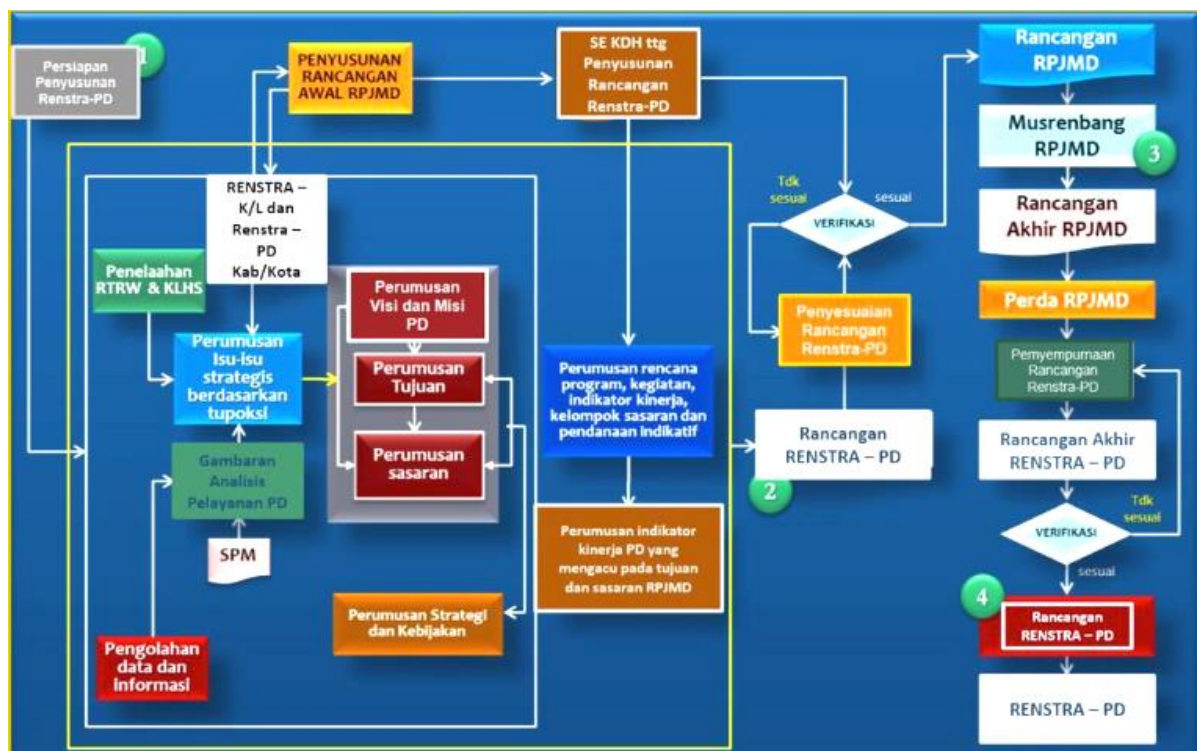 1
Persiapan
Penyusunan
Renstra-PD
PENYUSUNAN
RANCANGAN
AWAL RPJMD
SE KDH ttg
Penyusunan
Rancangan
Renstra-PD
Rancangan
RPJMD
Musrenbang
RPJMD
3
Rancangan
Akhir RPJMD
Perda RPJMD
Pemyempurnaan
Rancangan
Renstra-PD
Rancangan Akhir
RENSTRA – PD
Tdk
sesuai
VERIFIKASI
sesuai
4
Rancangan
RENSTRA – PD
RENSTRA – PD
Tdk
sesuai
sesuai
VERIFIKASI
Penyesuaian
Rancangan
Renstra-PD
Rancangan
RENSTRA – PD
2
RENSTRA –
K/L dan
Renstra –
PD
Kab/Kota
Penelaahan
RTRW & KLHS
Perumusan
Isu-isu
strategis
berdasarkan
tupoksi
Gambaran
Analisis
Pelayanan PD
SPM
Pengolahan
data dan
informasi
Perumusan
Visi dan Misi
PD
Perumusan
Tujuan
Perumusan
sasaran
Perumusan Strategi
dan Kebijakan
Perumusan rencana
program, kegiatan,
indikator kinerja,
kelompok sasaran dan
pendanaan indikatif
Perumusan indikator
kinerja PD yang
mengacu pada tujuan
dan sasaran RPJMD